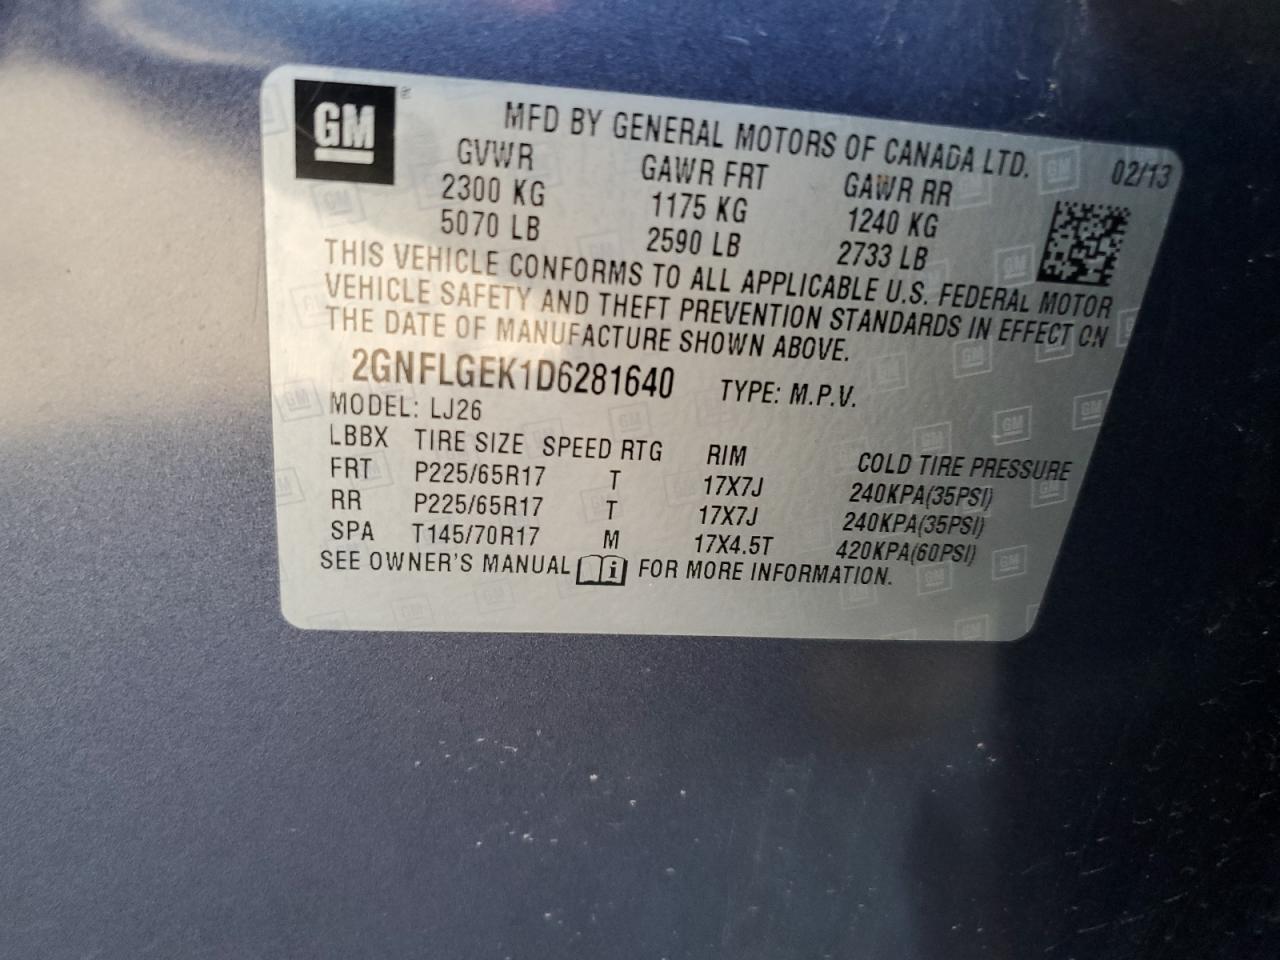 GM
MFD BY GENERAL MOTORS OF CANADA LTD.
02/13
GVWR GAWR FRT GAWR RR
2300 KG 1175 KG 1240 KG
5070 LB 2590 LB 2733 LB
THIS VEHICLE CONFORMS TO ALL APPLICABLE U.S. FEDERAL MOTOR
VEHICLE SAFETY AND THEFT PREVENTION STANDARDS IN EFFECT ON
THE DATE OF MANUFACTURE SHOWN ABOVE.
2GNFLGEK1D6281640 TYPE: M.P.V.
MODEL: LJ26
LBBX TIRE SIZE SPEED RTG RIM COLD TIRE PRESSURE
FRT P225/65R17 T 17X7J 240KPA(35PSI)
RR P225/65R17 T 17X7J 240KPA(35PSI)
SPA T145/70R17 M 17X4.5T 420KPA(60PSI)
SEE OWNER'S MANUAL FOR MORE INFORMATION.